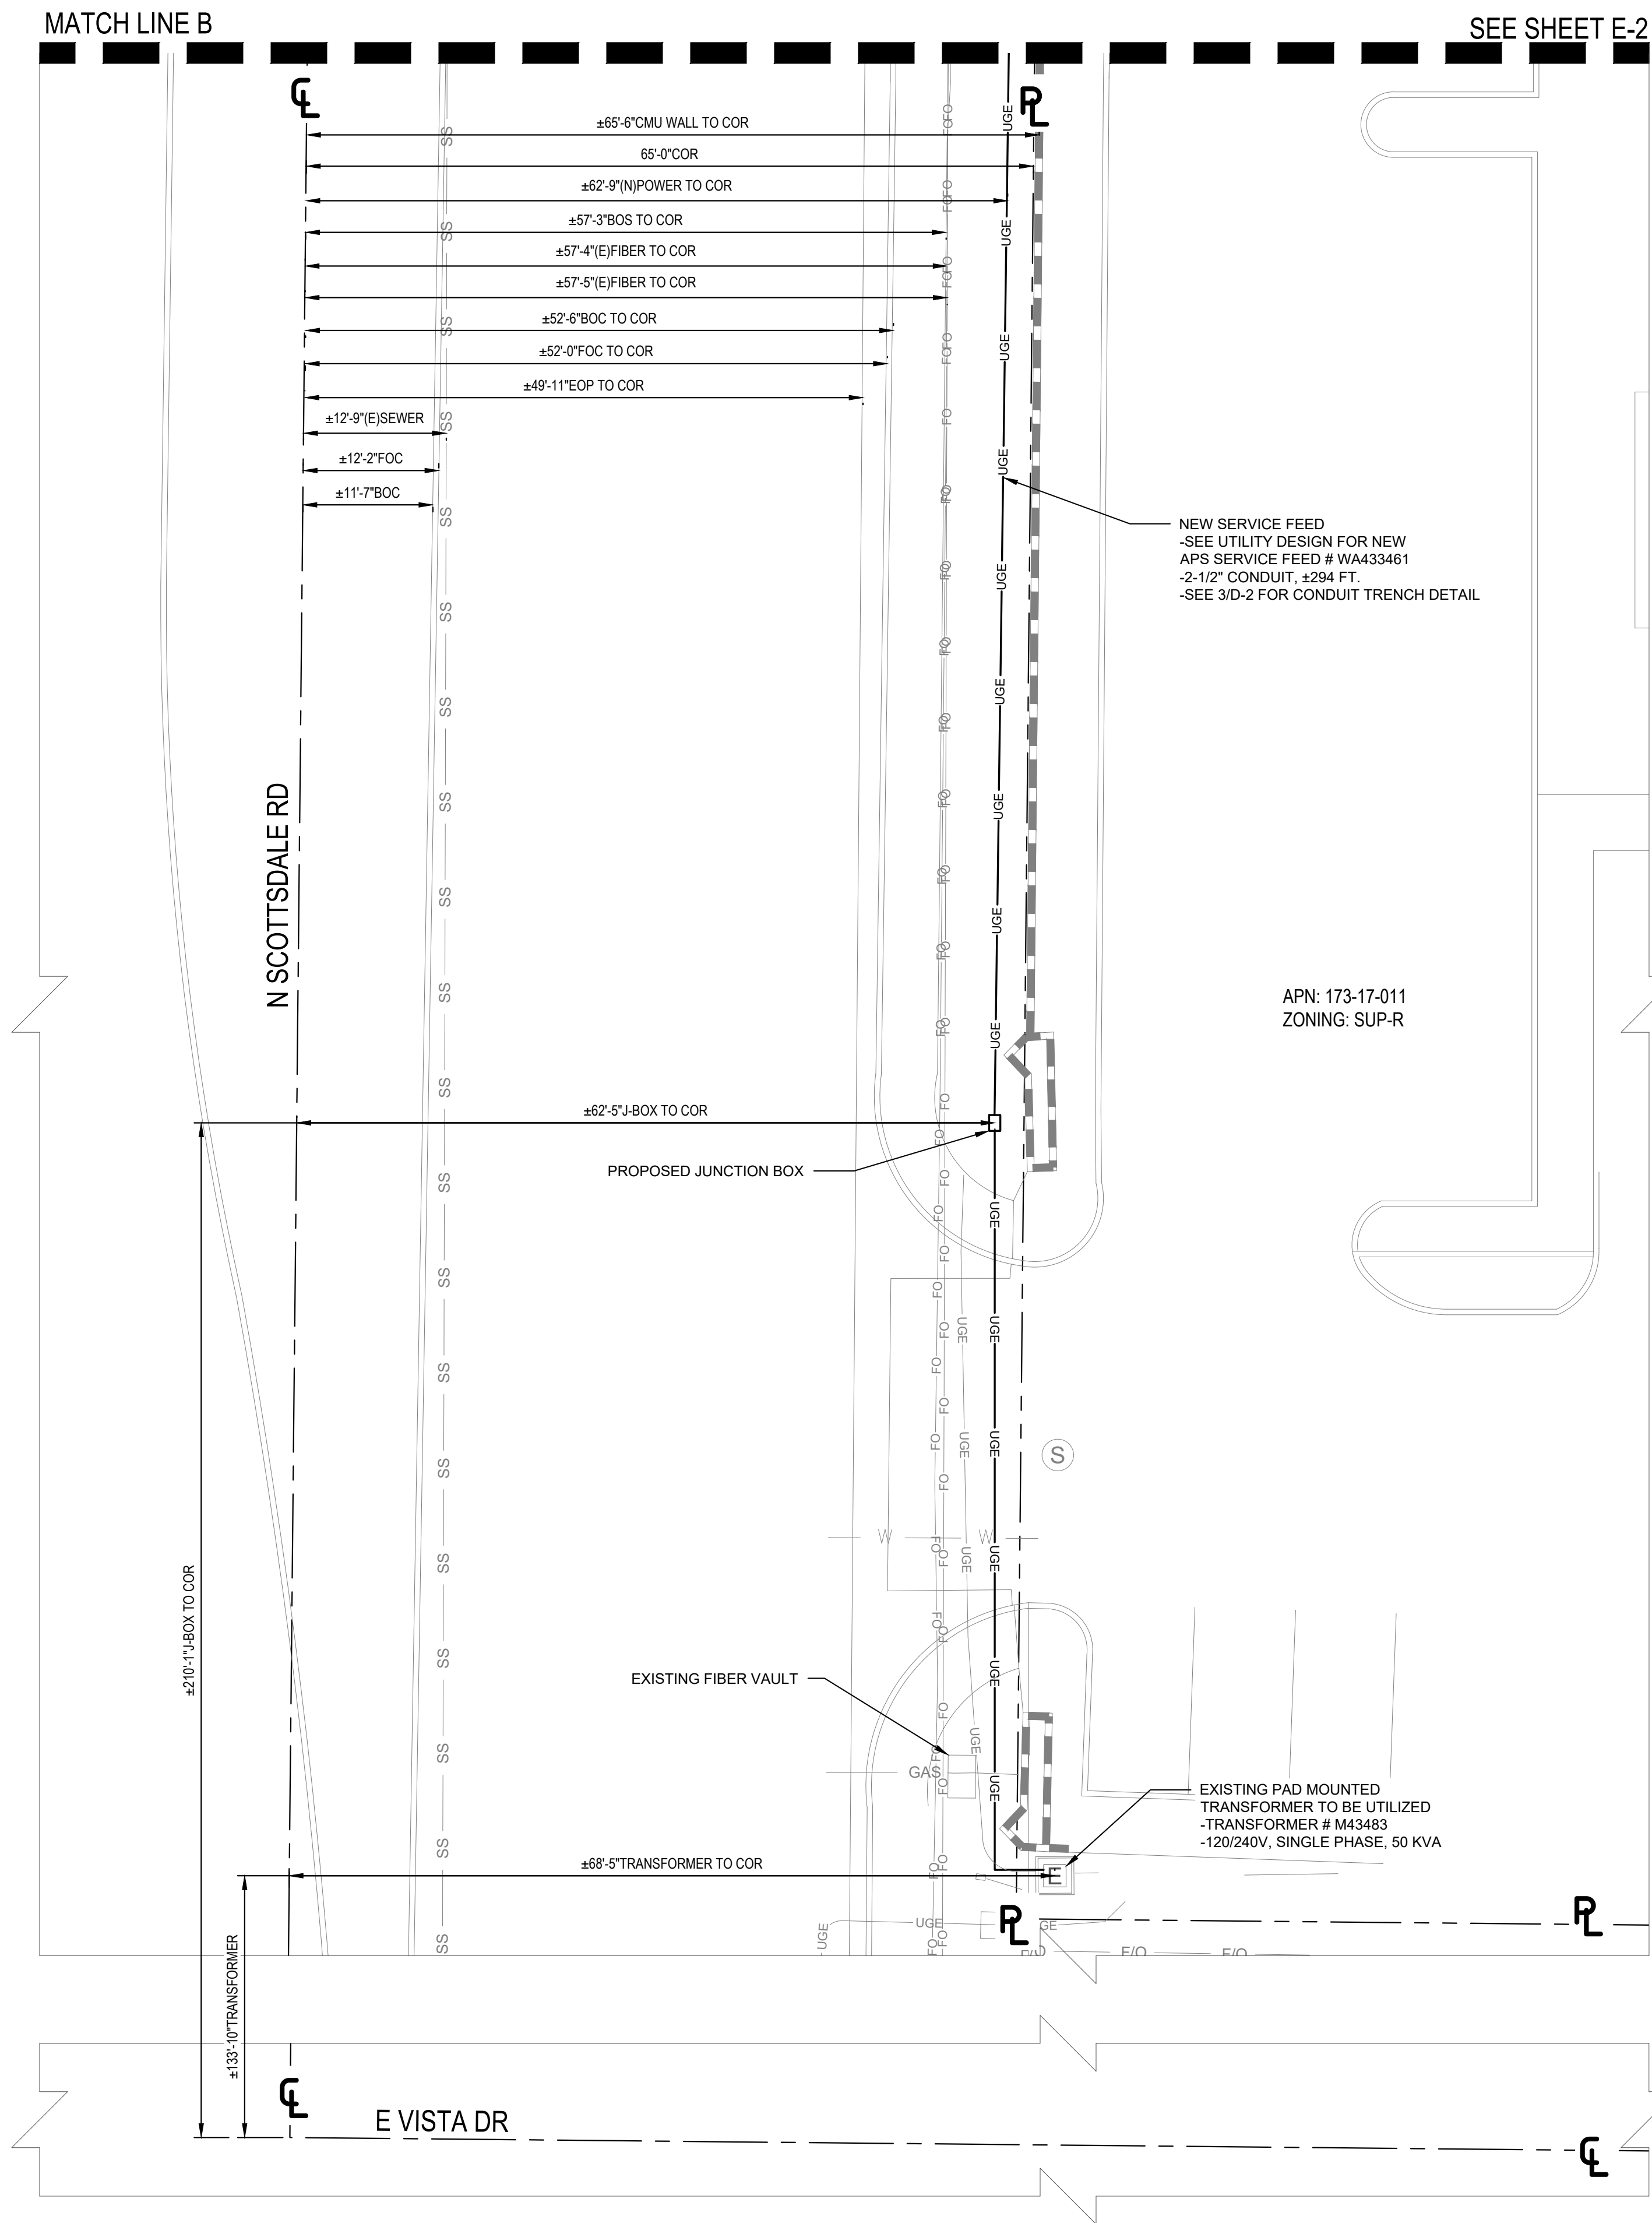 MATCH LINE B
SEE SHEET E-2
±65'-6"CMU WALL TO COR
65'-0"COR
±62'-9"(N)POWER TO COR
±57'-3"BOS TO COR
±57'-4"(E)FIBER TO COR
±57'-5"(E)FIBER TO COR
±52'-6"BOC TO COR
±52'-0"FOC TO COR
±49'-11"EOP TO COR
±12'-9"(E)SEWER
±12'-2"FOC
±11'-7"BOC
NEW SERVICE FEED
-SEE UTILITY DESIGN FOR NEW
APS SERVICE FEED # WA433461
-2-1/2" CONDUIT, ±294 FT.
-SEE 3/D-2 FOR CONDUIT TRENCH DETAIL
N SCOTTSDALE RD
APN: 173-17-011
ZONING: SUP-R
±62'-5"J-BOX TO COR
PROPOSED JUNCTION BOX
SS
FO
UGE
S
W
W
±210'-1"J-BOX TO COR
EXISTING FIBER VAULT
GAS
EXISTING PAD MOUNTED
TRANSFORMER TO BE UTILIZED
-TRANSFORMER # M43483
-120/240V, SINGLE PHASE, 50 KVA
±68'-5"TRANSFORMER TO COR
E
UGE
UGE
F/O
F/O
±133'-10"TRANSFORMER
E VISTA DR